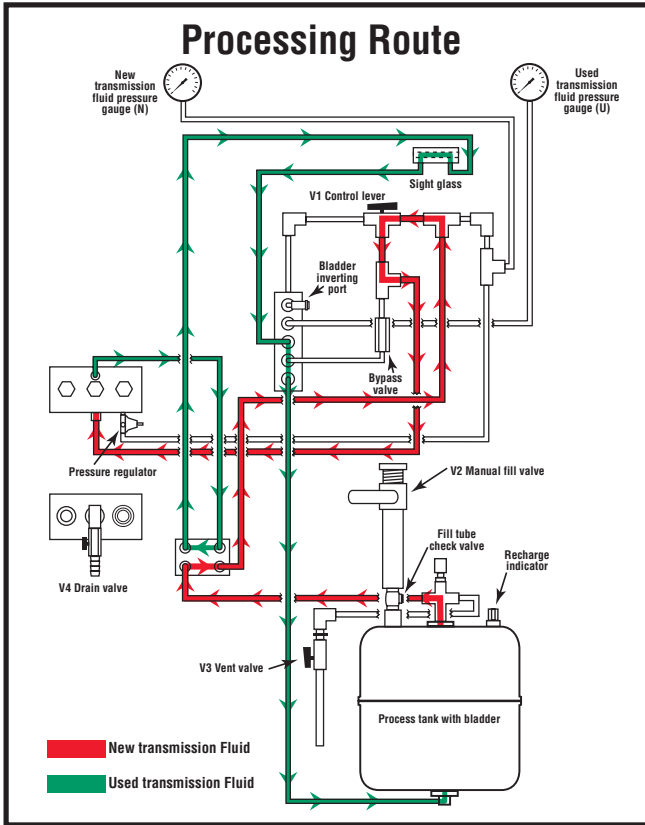 Processing Route
New
transmission
fluid pressure
gauge (N)
Used
transmission
fluid pressure
gauge (U)
Sight glass
V1 Control lever
Bladder
inverting
port
Bypass
valve
Pressure regulator
V2 Manual fill valve
Fill tube
check valve
Recharge
indicator
V4 Drain valve
V3 Vent valve
Process tank with bladder
New transmission Fluid
Used transmission Fluid